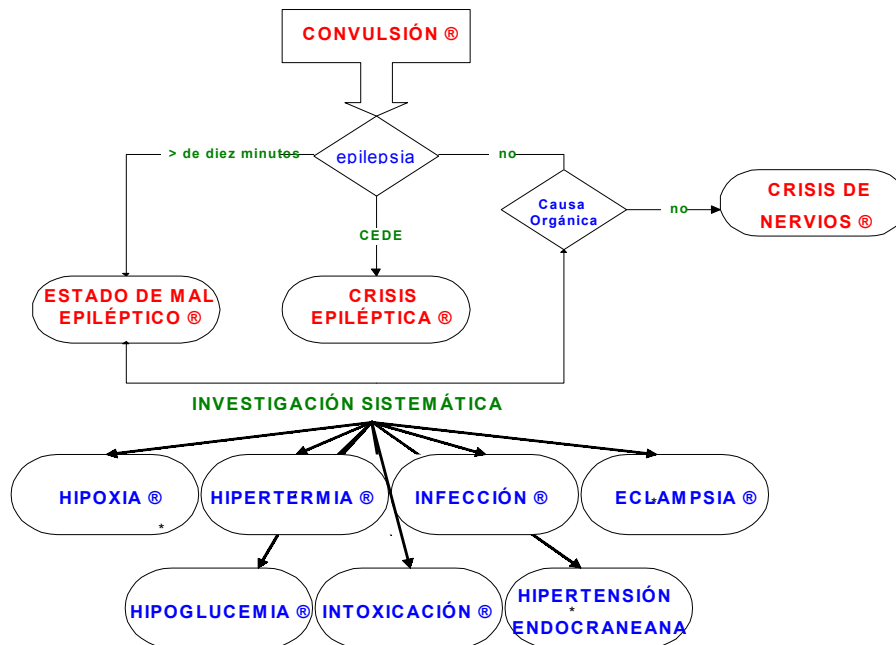 CONVULSIÓN ®
> de diez minutos
epilepsia
no
Causa
Orgánica
no
CRISIS DE
NERVIOS ®
CEDE
ESTADO DE MAL
EPILÉPTICO ®
CRISIS
EPILÉPTICA ®
INVESTIGACIÓN SISTEMÁTICA
HIPOXIA ®
*
HIPERTERMIA ®
INFECCIÓN ®
ECLAMPSIA ®
*
HIPOGLUCEMIA ®
INTOXICACIÓN ®
HIPERTENSIÓN
*
ENDOCRANEANA